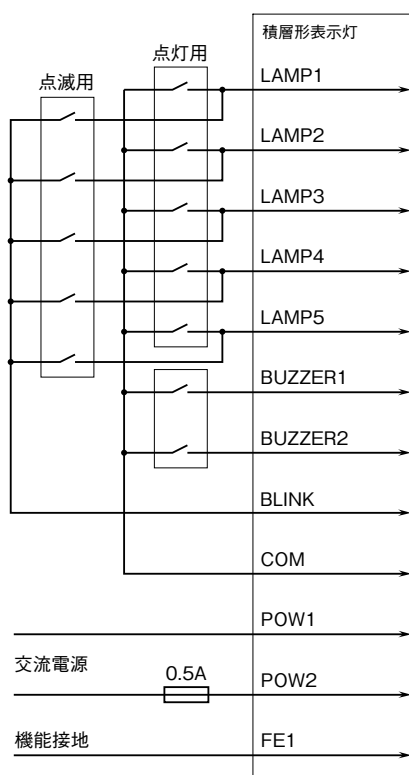 積層形表示灯
点灯用
LAMP1
点滅用
LAMP2
LAMP3
LAMP4
LAMP5
BUZZER1
BUZZER2
BLINK
COM
POW1
交流電源
0.5A
POW2
機能接地
FE1